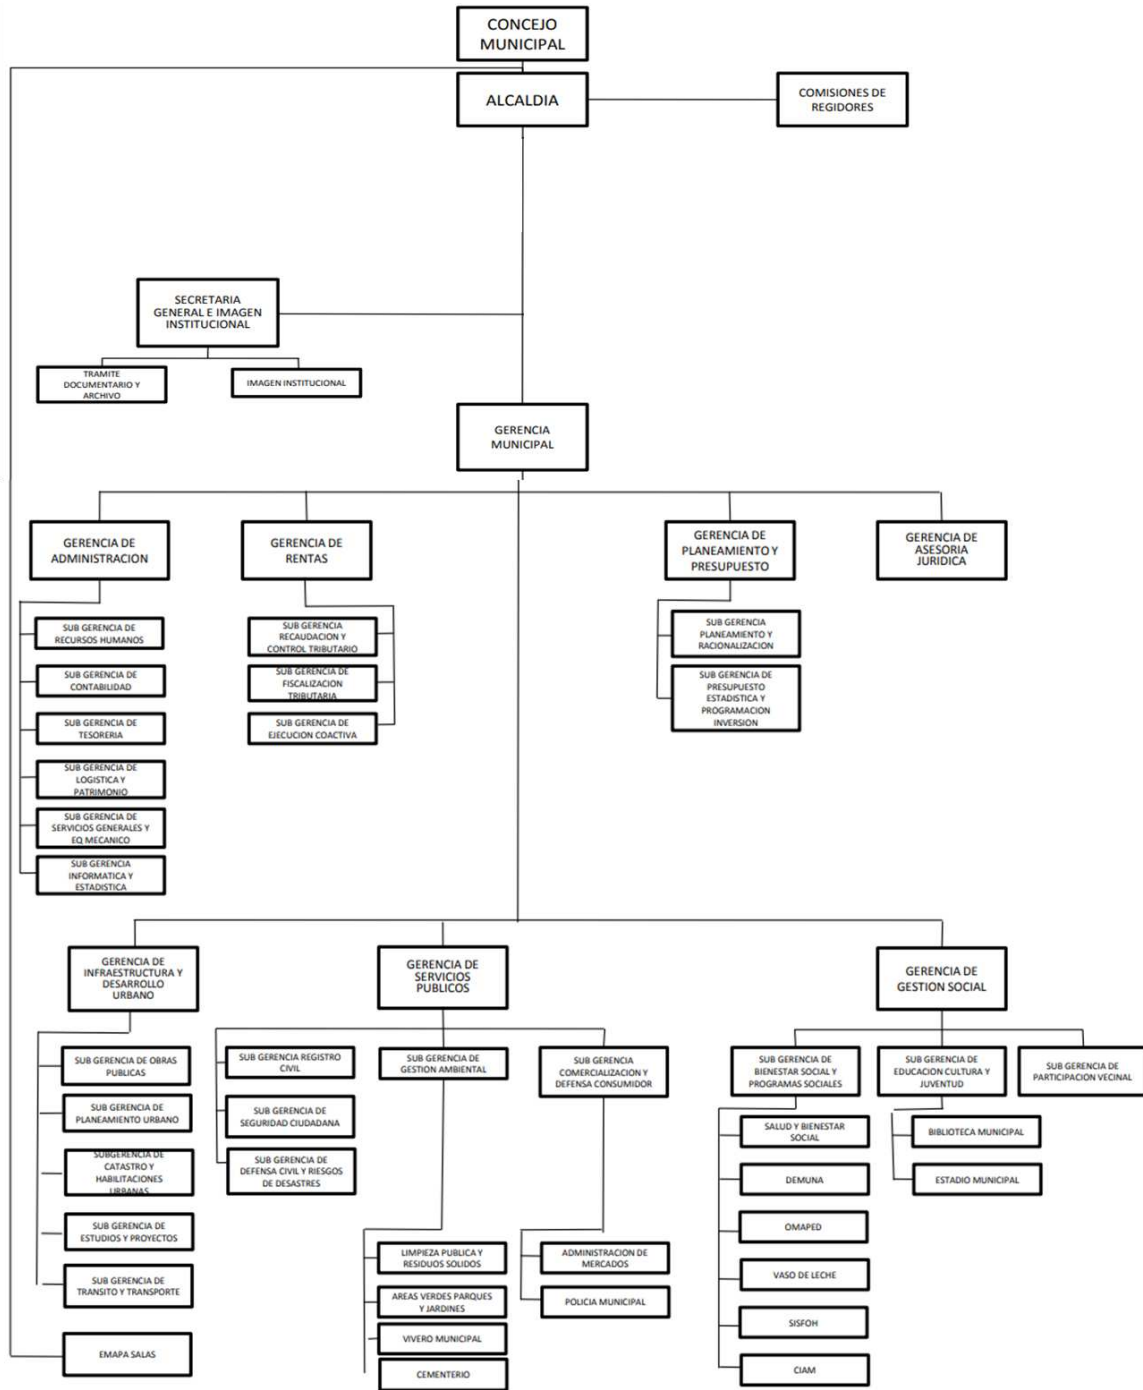 CONCEJO
MUNICIPAL
ALCALDIA
COMISIONES DE
REGIDORES
SECRETARIA
GENERAL E IMAGEN
INSTITUCIONAL
TRAMITE
DOCUMENTARIO Y
ARCHIVO
IMAGEN INSTITUCIONAL
GERENCIA
MUNICIPAL
GERENCIA DE
ADMINISTRACION
GERENCIA DE
RENTAS
GERENCIA DE
PLANEAMIENTO Y
PRESUPUESTO
GERENCIA DE
ASESORIA
JURIDICA
SUB GERENCIA DE
RECURSOS HUMANOS
SUB GERENCIA DE
CONTABILIDAD
SUB GERENCIA DE
TESORERIA
SUB GERENCIA DE
LOGISTICA Y
PATRIMONIO
SUB GERENCIA DE
SERVICIOS GENERALES Y
EQ MECANICO
SUB GERENCIA
INFORMATICA Y
ESTADISTICA
SUB GERENCIA
RECAUDACION Y
CONTROL TRIBUTARIO
SUB GERENCIA DE
FISCALIZACION
TRIBUTARIA
SUB GERENCIA DE
EJECUCION COACTIVA
SUB GERENCIA
PLANEAMIENTO Y
RACIONALIZACION
SUB GERENCIA DE
PRESUPUESTO
ESTADISTICA Y
PROGRAMACION
INVERSION
GERENCIA DE
INFRAESTRUCTURA Y
DESARROLLO
URBANO
GERENCIA DE
SERVICIOS
PUBLICOS
GERENCIA DE
GESTION SOCIAL
SUB GERENCIA DE OBRAS
PUBLICAS
SUB GERENCIA DE
PLANEAMIENTO URBANO
SUBGERENCIA DE
CATASTRO Y
HABILITACIONES
URBANAS
SUB GERENCIA DE
ESTUDIOS Y PROYECTOS
SUB GERENCIA DE
TRANSITO Y TRANSPORTE
EMAPA SALAS
SUB GERENCIA REGISTRO
CIVIL
SUB GERENCIA DE
SEGURIDAD CIUDADANA
SUB GERENCIA DE
DEFENSA CIVIL Y RIESGOS
DE DESASTRES
SUB GERENCIA DE
GESTION AMBIENTAL
LIMPIEZA PUBLICA Y
RESIDUOS SOLIDOS
AREAS VERDES PARQUES
Y JARDINES
VIVERO MUNICIPAL
CEMENTERIO
SUB GERENCIA
COMERCIALIZACION Y
DEFENSA CONSUMIDOR
ADMINISTRACION DE
MERCADOS
POLICIA MUNICIPAL
SUB GERENCIA DE
BIENESTAR SOCIAL Y
PROGRAMAS SOCIALES
SALUD Y BIENESTAR
SOCIAL
DEMUNA
OMAPED
VASO DE LECHE
SISFOH
CIAM
SUB GERENCIA DE
EDUCACION CULTURA Y
JUVENTUD
BIBLIOTECA MUNICIPAL
ESTADIO MUNICIPAL
SUB GERENCIA DE
PARTICIPACION VECINAL